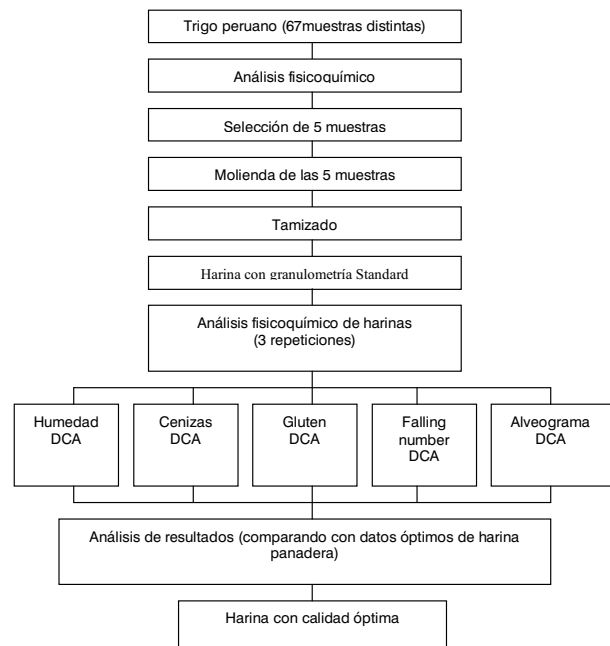 Trigo peruano (67muestras distintas)
Análisis fisicoquímico
Selección de 5 muestras
Molienda de las 5 muestras
Tamizado
Harina con granulometría Standard
Análisis fisicoquímico de harinas
(3 repeticiones)
Humedad
DCA
Cenizas
DCA
Gluten
DCA
Falling
number
DCA
Alveograma
DCA
Análisis de resultados (comparando con datos óptimos de harina
panadera)
Harina con calidad óptima